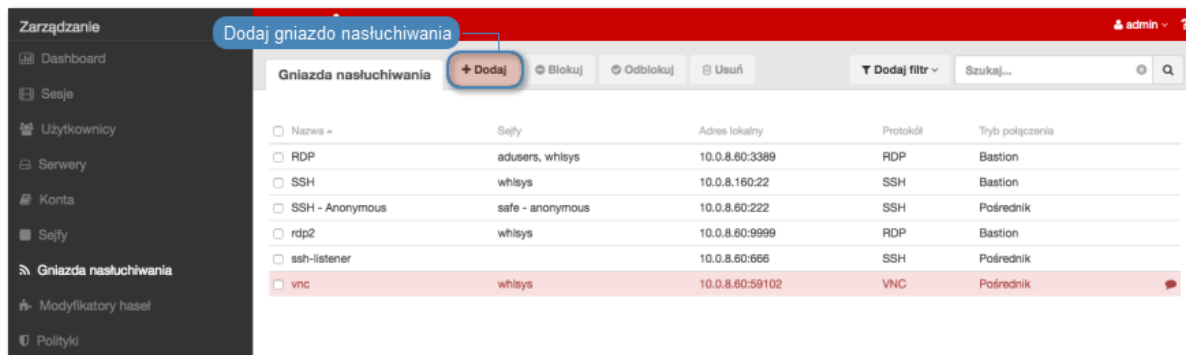 Zarządzanie
Dodaj gniazdo nasłuchiwania
admin
?
Dashboard
Sesje
Użytkownicy
Serwery
Konta
Sejfy
Gniazda nasłuchiwania
Modyfikatory haseł
Polityki
Gniazda nasłuchiwania
+ Dodaj
Blokuj
Odblokuj
Usuń
Dodaj filtr
Szukaj...
Nazwa Sejfy Adres lokalny Protokół Tryb połączenia
RDP adusers, whlsys 10.0.8.60:3389 RDP Bastion
SSH whlsys 10.0.8.160:22 SSH Bastion
SSH - Anonymous safe - anonymous 10.0.8.60:222 SSH Pośrednik
rdp2 whlsys 10.0.8.60:9999 RDP Bastion
ssh-listener 10.0.8.60:666 SSH Pośrednik
vnc whlsys 10.0.8.60:59102 VNC Pośrednik